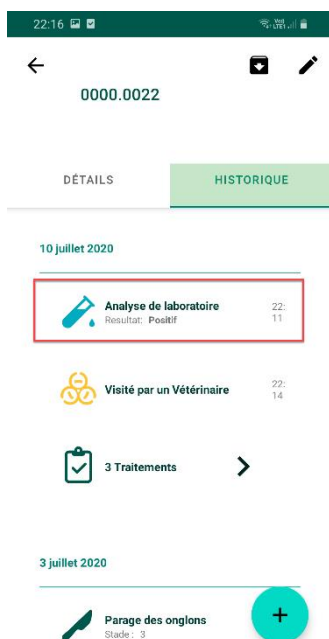 22:16
0000.0022
DÉTAILS
HISTORIQUE
10 juillet 2020
Analyse de laboratoire
Resultat: Positif
22:
11
Visité par un Vétérinaire
22:
14
3 Traitements
3 juillet 2020
Parage des onglons
Stade : 3
+